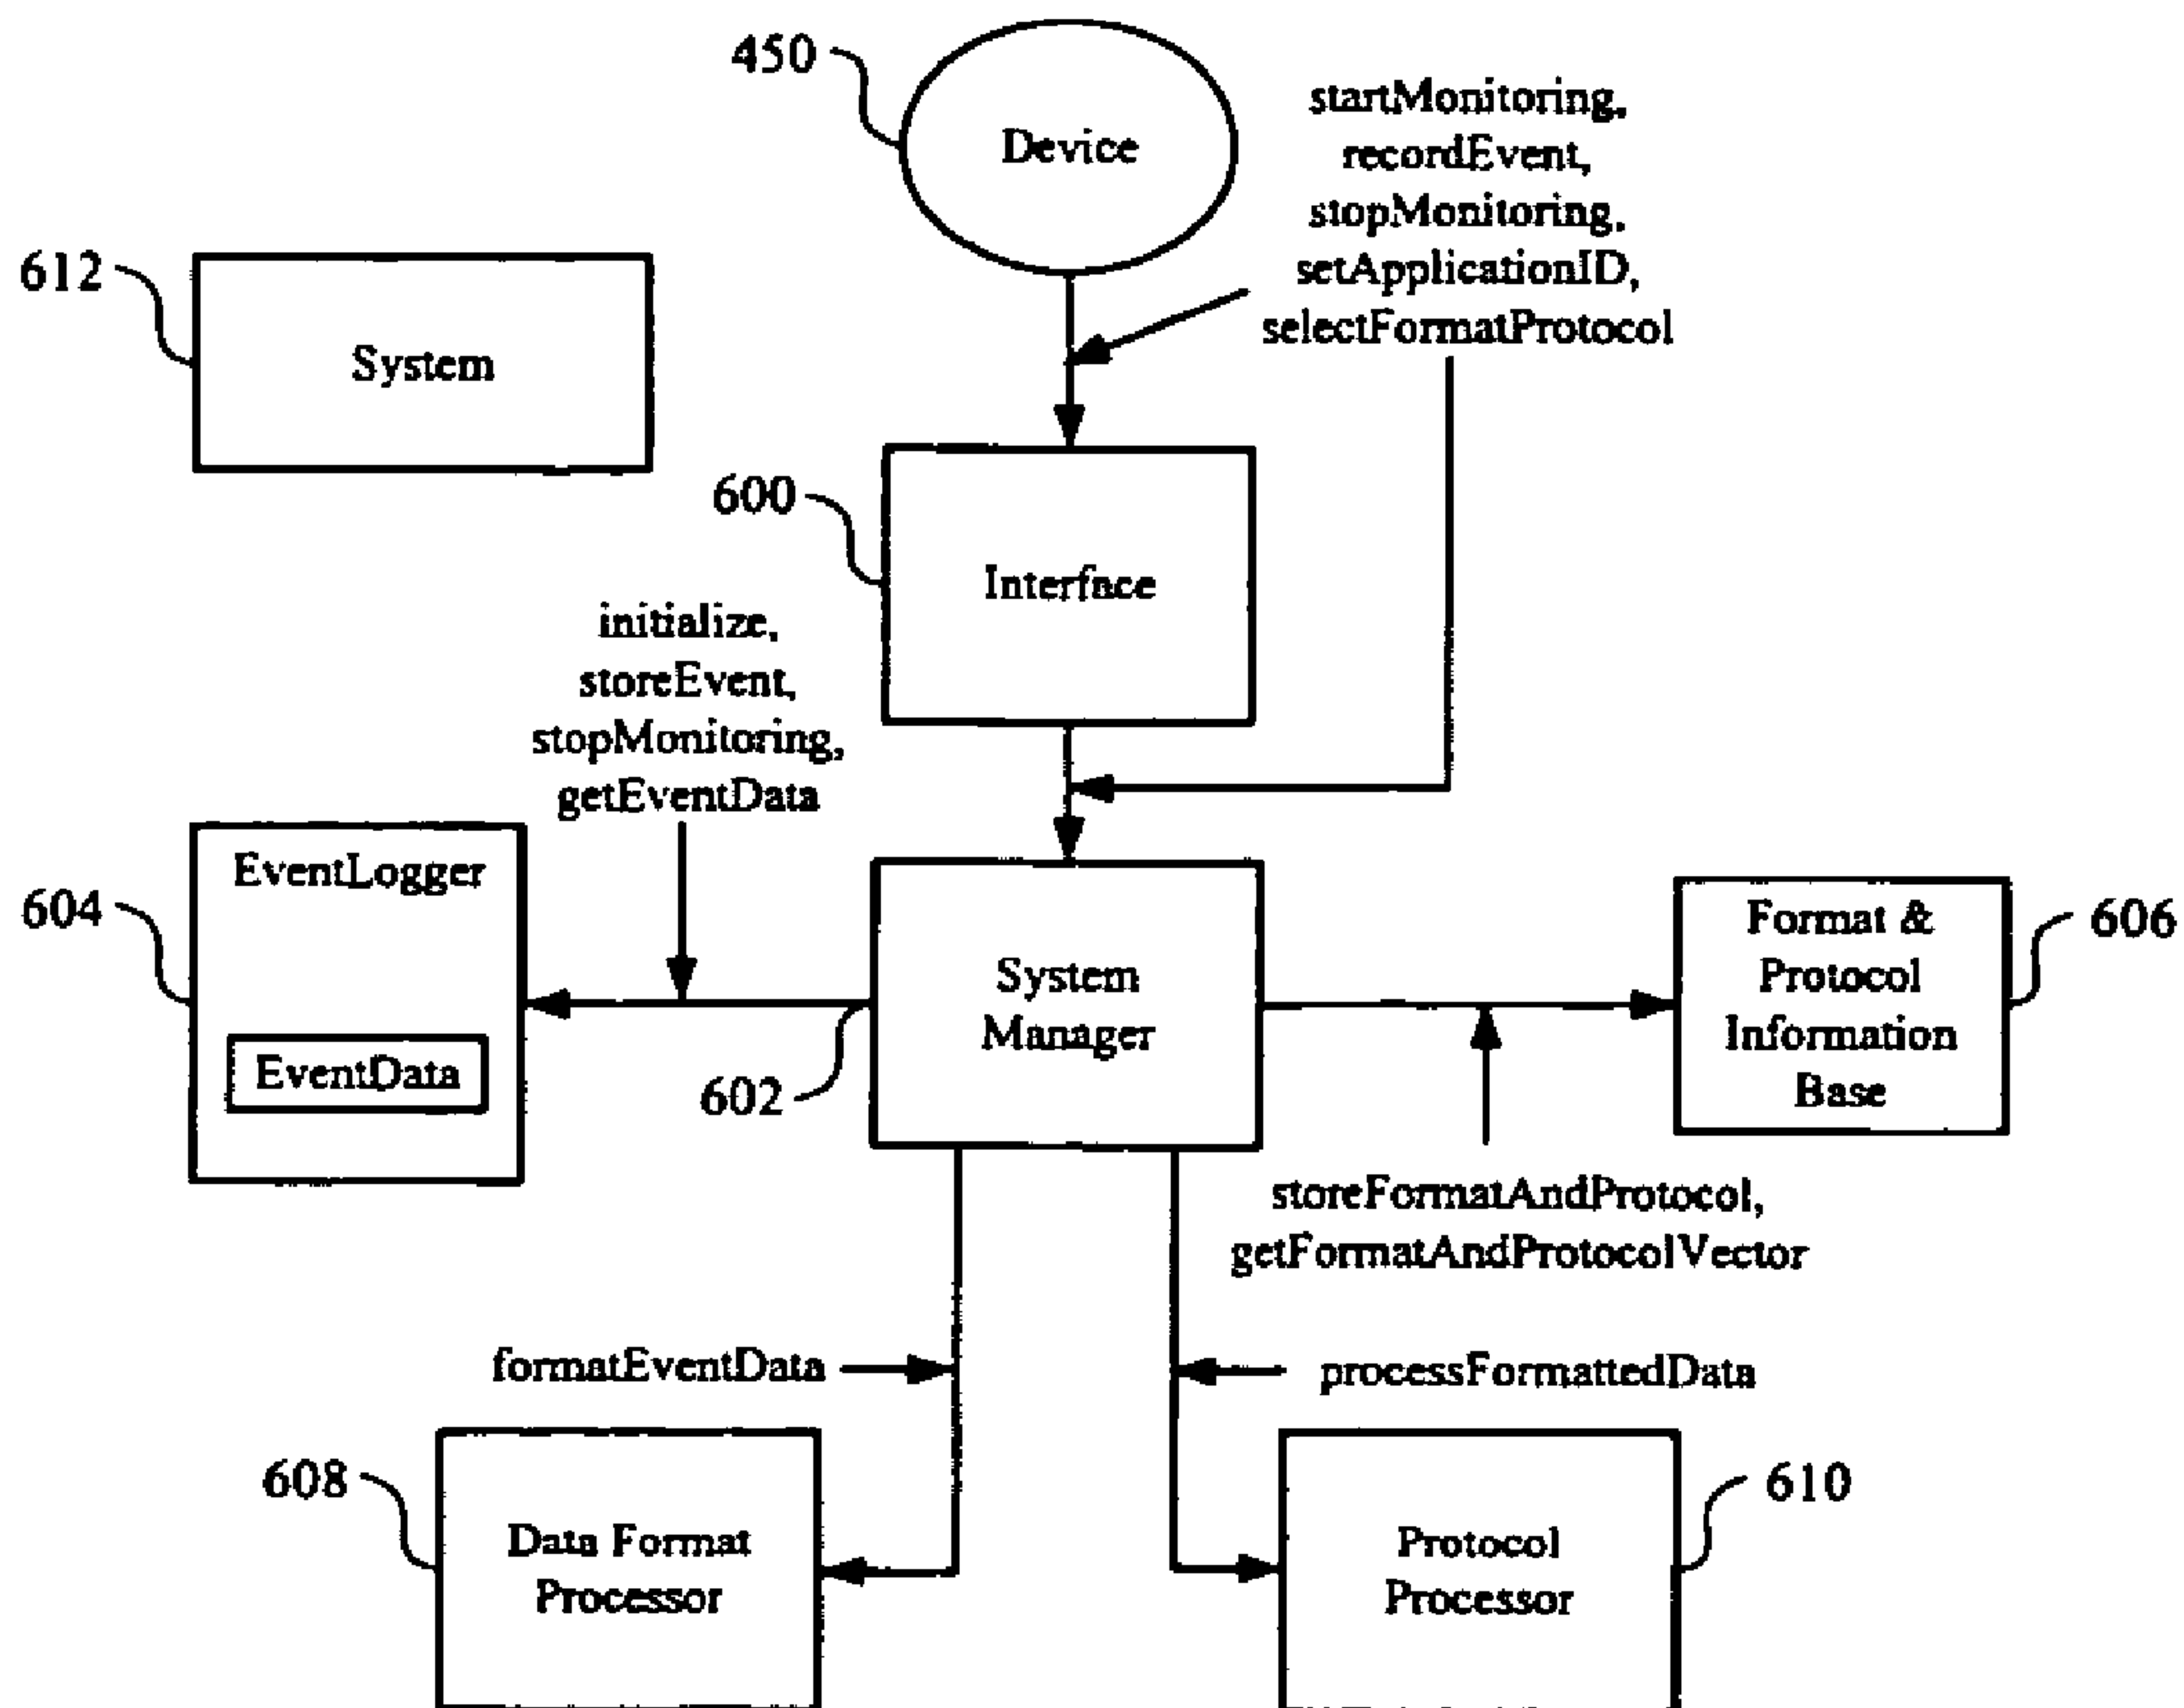 450
Device
startMonitoring,
recordEvent,
stopMonitoring,
setApplicationID,
selectFormatProtocol
612
System
600
Interface
initialize,
storeEvent,
stopMonitoring,
getEventData
604
EventLogger
EventData
602
System
Manager
Format &
Protocol
Information
Base
606
storeFormatAndProtocol,
getFormatAndProtocolVector
formatEventData
processFormattedData
608
Data Format
Processor
Protocol
Processor
610